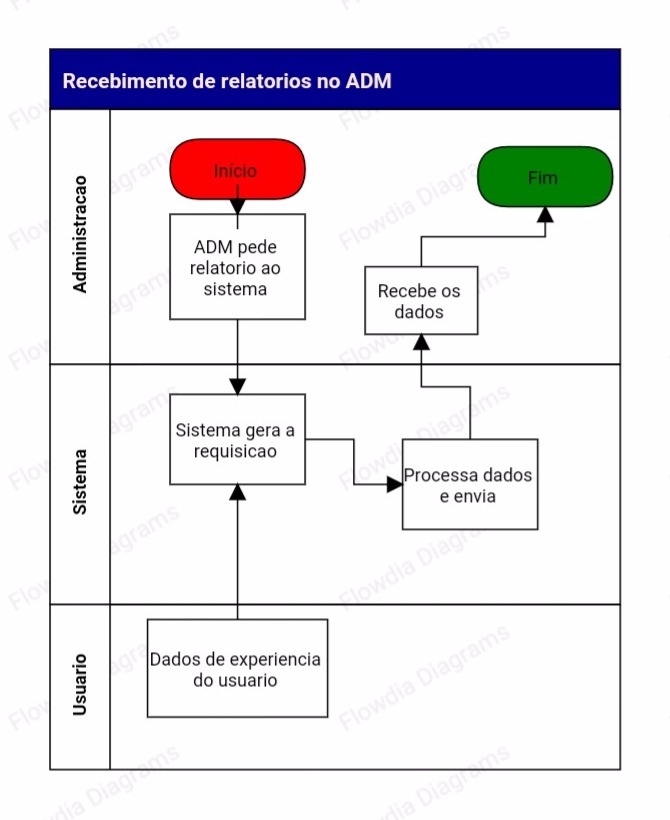 Recebimento de relatorios no ADM
Administracao
Início
Fim
ADM pede
relatorio ao
sistema
Recebe os
dados
Sistema
Sistema gera a
requisicao
Processa dados
e envia
Usuario
Dados de experiencia
do usuario
Flowdia Diagrams